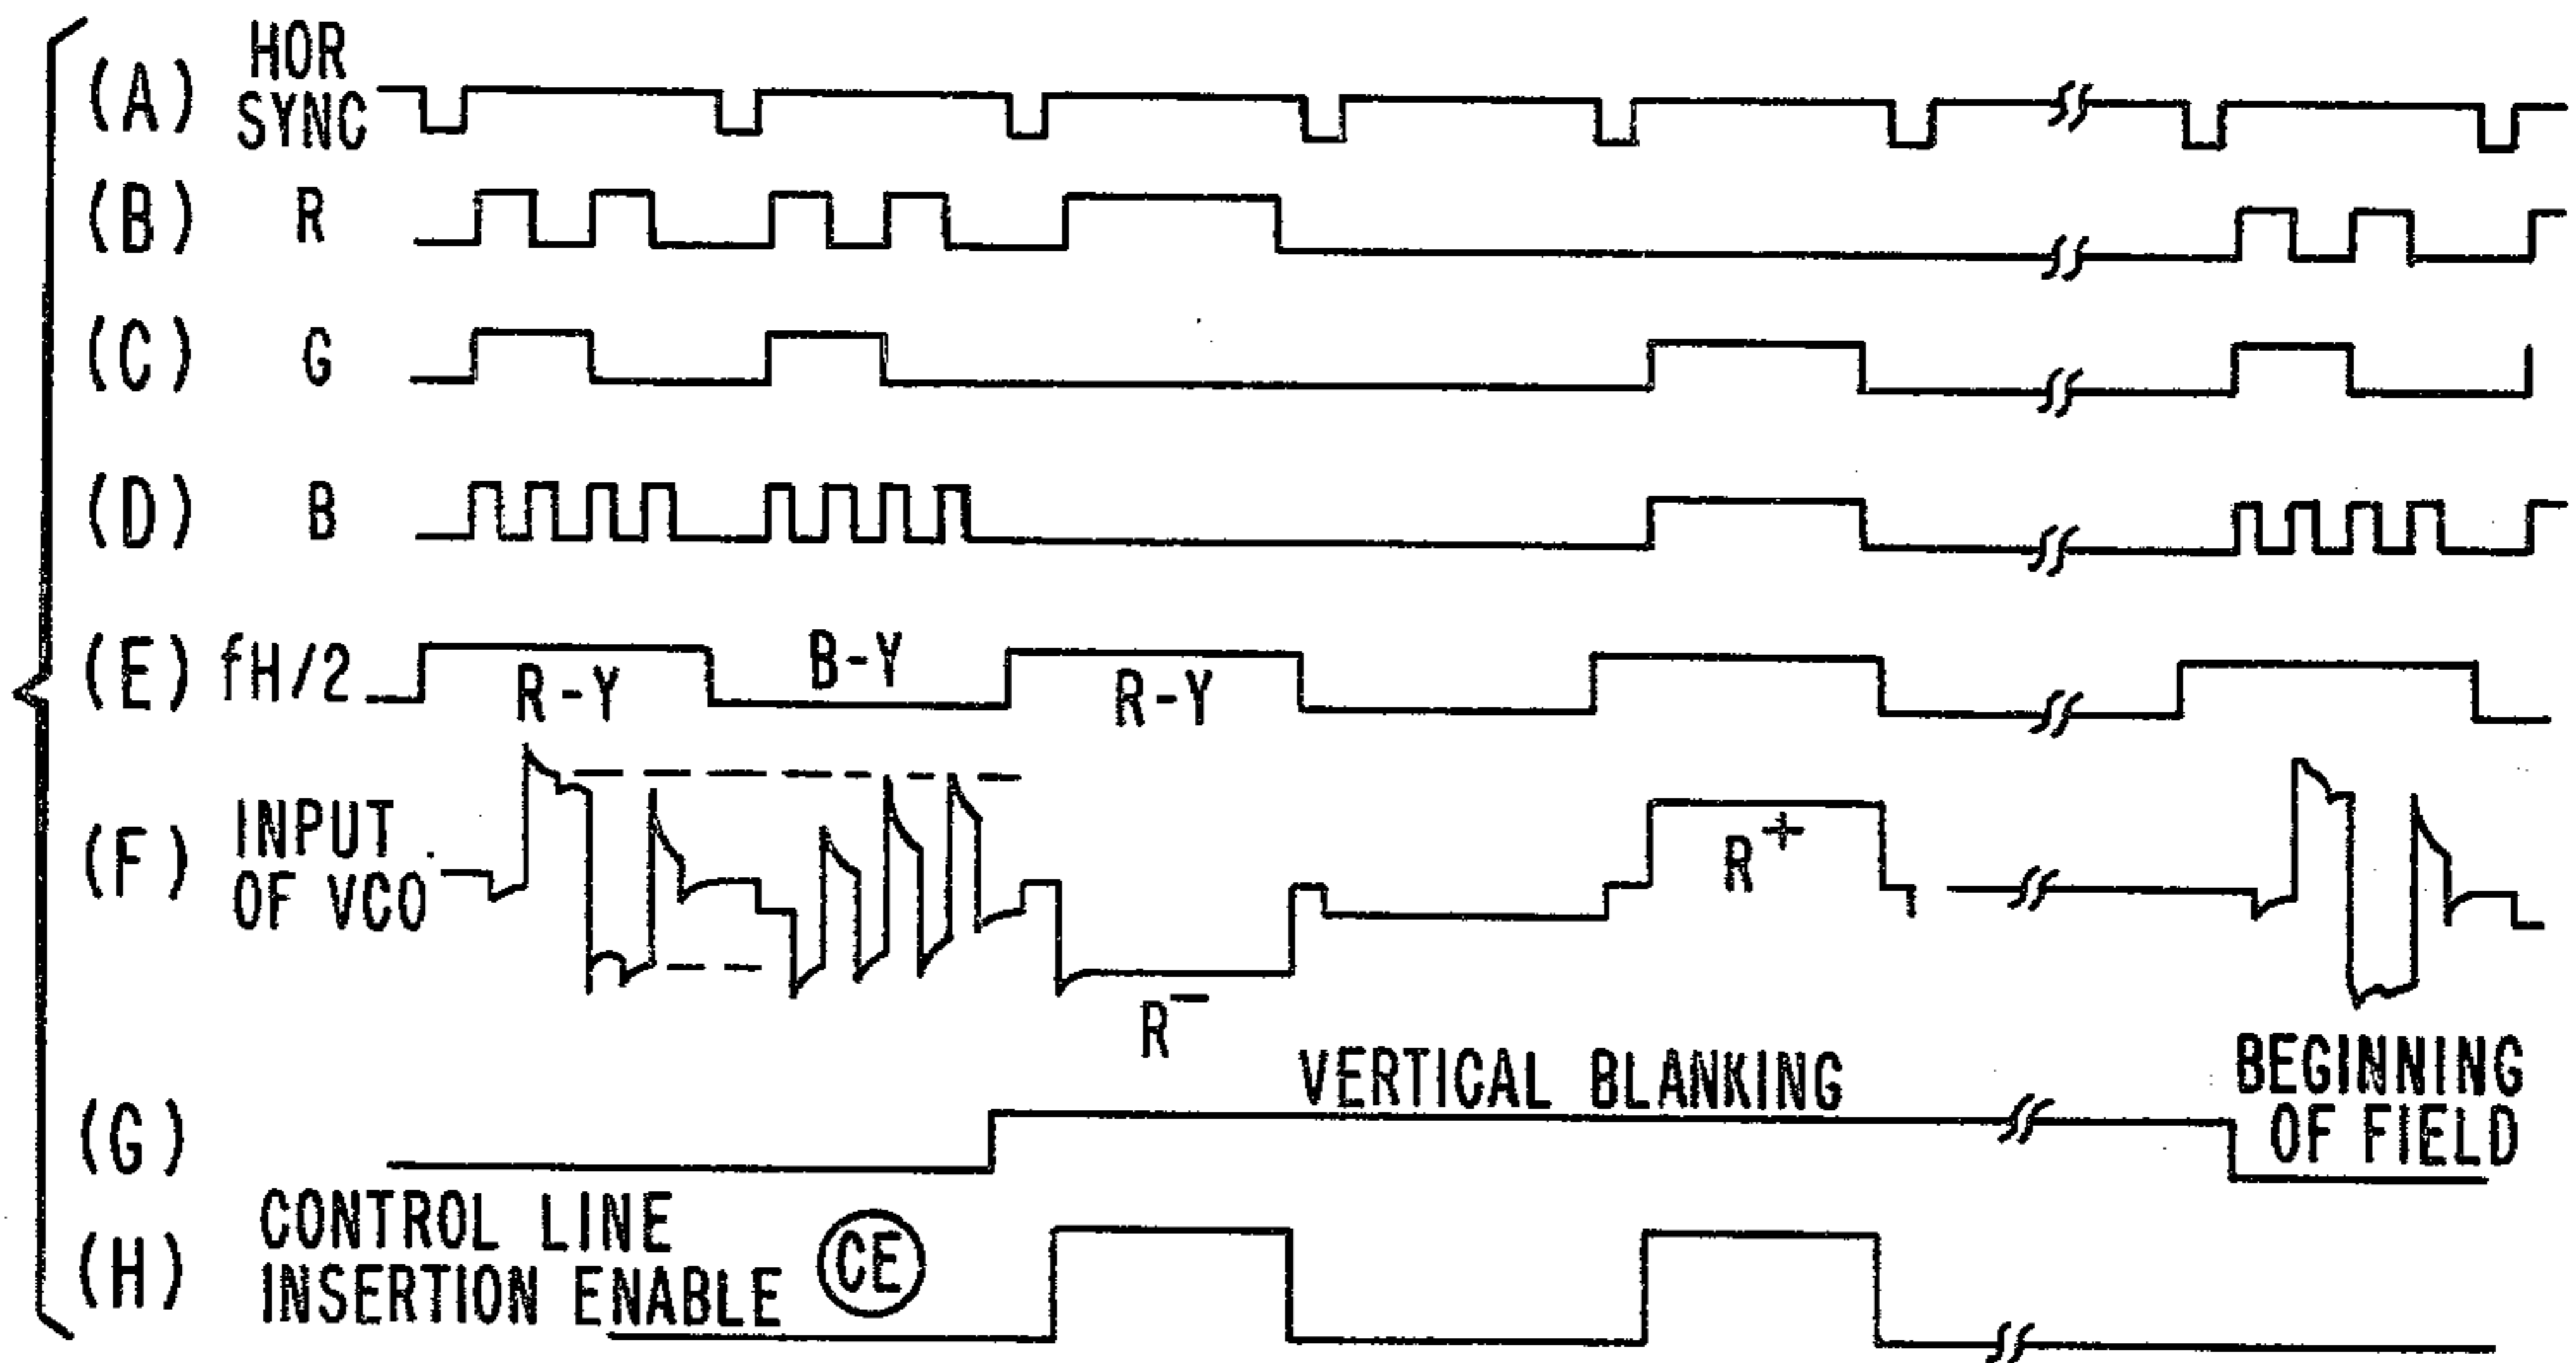 (A) HOR
SYNC
(B) R
(C) G
(D) B
(E) fH/2
R-Y
B-Y
R-Y
(F) INPUT
OF VCO
R+
R−
(G)
VERTICAL BLANKING
BEGINNING
OF FIELD
(H) CONTROL LINE
INSERTION ENABLE CE